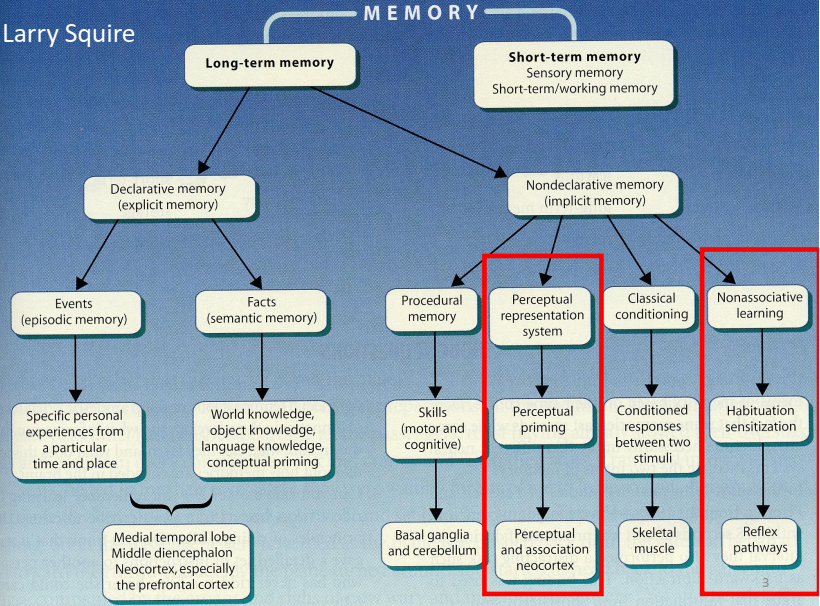 MEMORY
Larry Squire
Long-term memory
Short-term memory
Sensory memory
Short-term/working memory
Declarative memory
(explicit memory)
Nondeclarative memory
(implicit memory)
Events
(episodic memory)
Facts
(semantic memory)
Procedural
memory
Perceptual
representation
system
Classical
conditioning
Nonassociative
learning
Specific personal
experiences from
a particular
time and place
World knowledge,
object knowledge,
language knowledge,
conceptual priming
Skills
(motor and
cognitive)
Perceptual
priming
Conditioned
responses
between two
stimuli
Habituation
sensitization
Medial temporal lobe
Middle diencephalon
Neocortex, especially
the prefrontal cortex
Basal ganglia
and cerebellum
Perceptual
and association
neocortex
Skeletal
muscle
Reflex
pathways
3